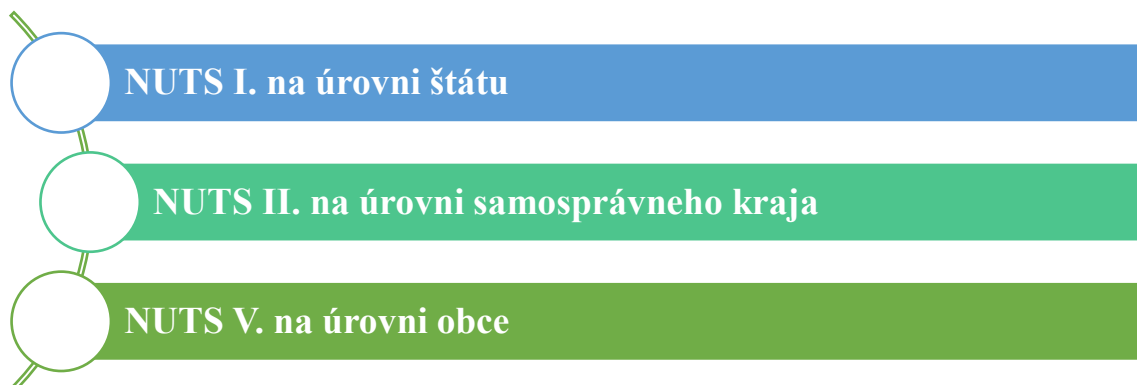 NUTS I. na úrovni štátu
NUTS II. na úrovni samosprávneho kraja
NUTS V. na úrovni obce